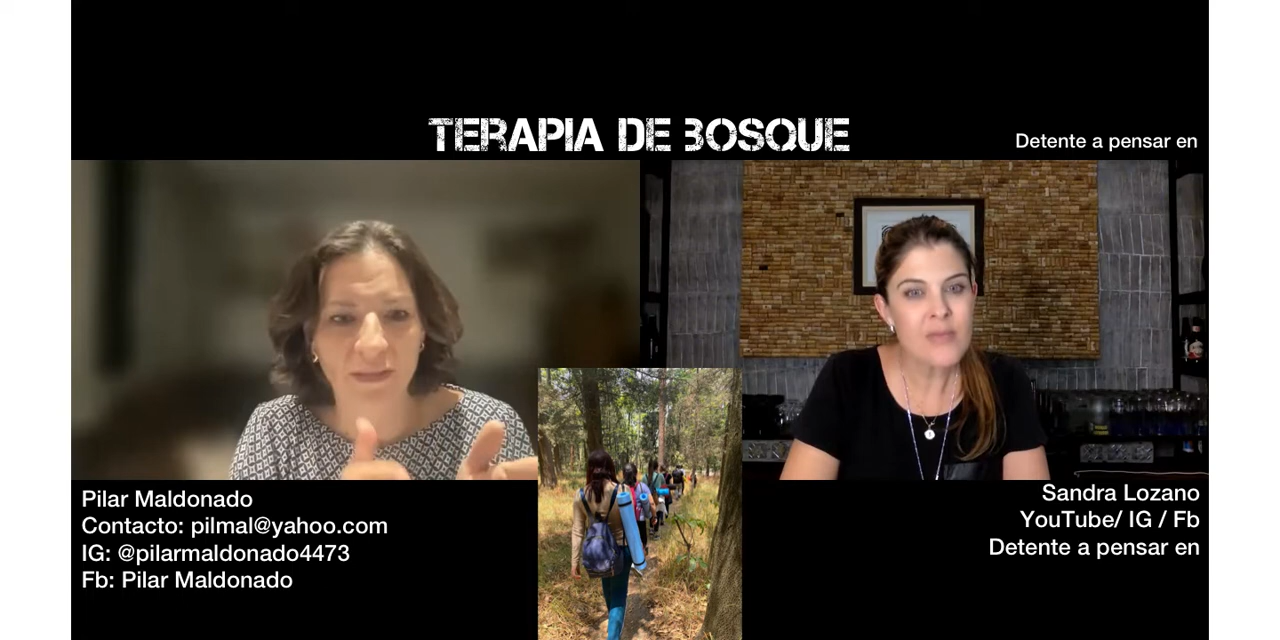 TERAPIA DE BOSQUE
Detente a pensar en
Pilar Maldonado
Contacto: pilmal@yahoo.com
IG: @pilarmaldonado4473
Fb: Pilar Maldonado
Sandra Lozano
YouTube/ IG / Fb
Detente a pensar en